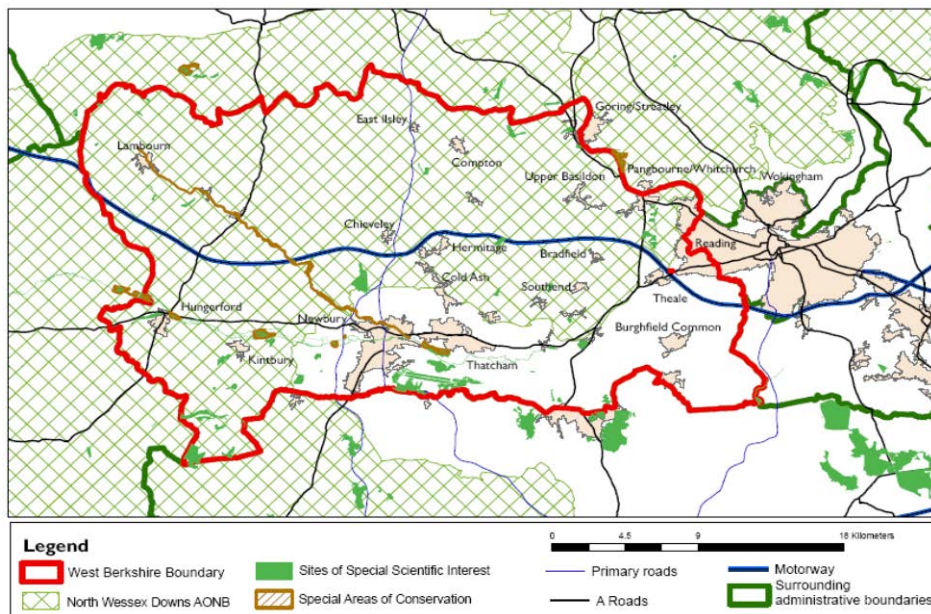 Goring/Streatley
East Ilsley
Compton
Lambourn
Pangbourne/Whitchurch
Upper Basildon
Wokingham
Chieveley
Hermitage
Bradfield
Reading
Cold Ash
Southend
Theale
Hungerford
Newbury
Burghfield Common
Kintbury
Thatcham
Legend
West Berkshire Boundary
North Wessex Downs AONB
Sites of Special Scientific Interest
Special Areas of Conservation
0 4.5 9 18 Kilometers
Primary roads
A Roads
Motorway
Surrounding
administrative boundaries